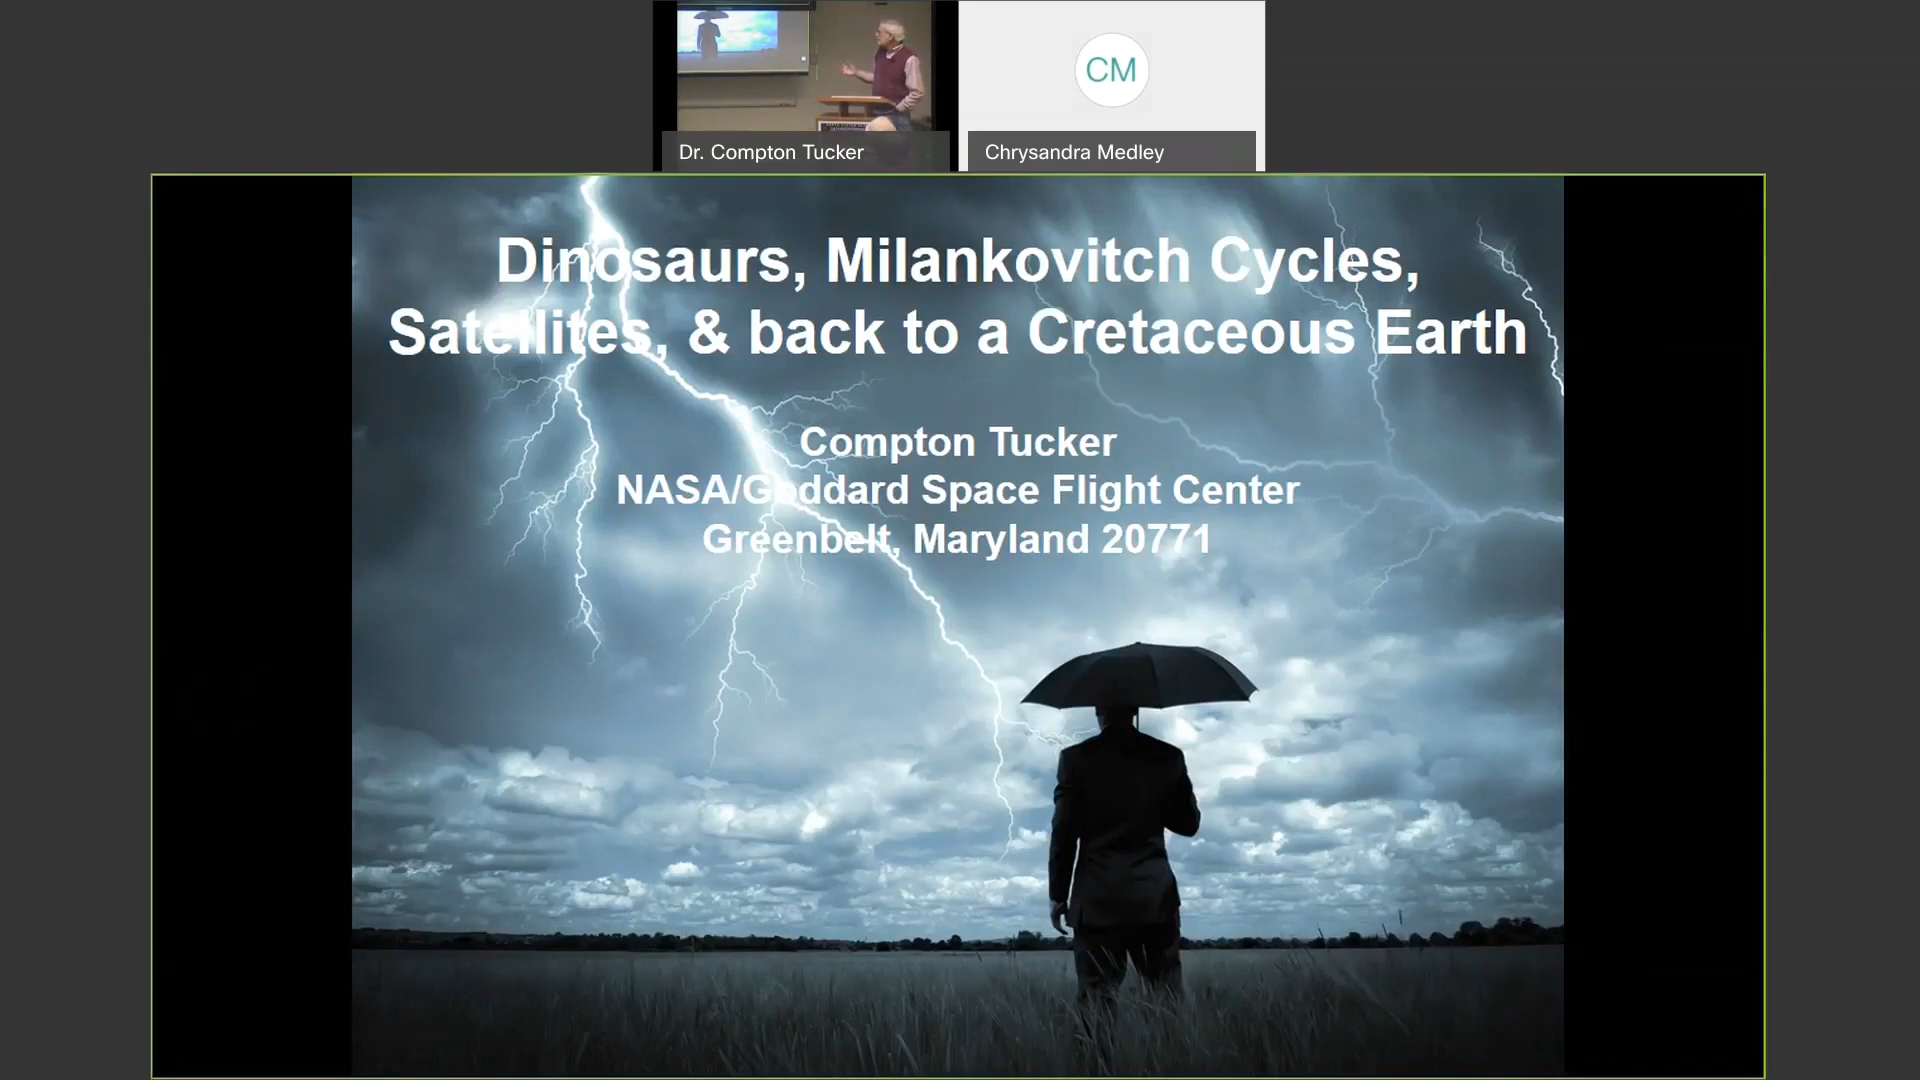 CM
Dr. Compton Tucker
Chrysandra Medley
Dinosaurs, Milankovitch Cycles,
Satellites, & back to a Cretaceous Earth
Compton Tucker
NASA/Goddard Space Flight Center
Greenbelt, Maryland 20771